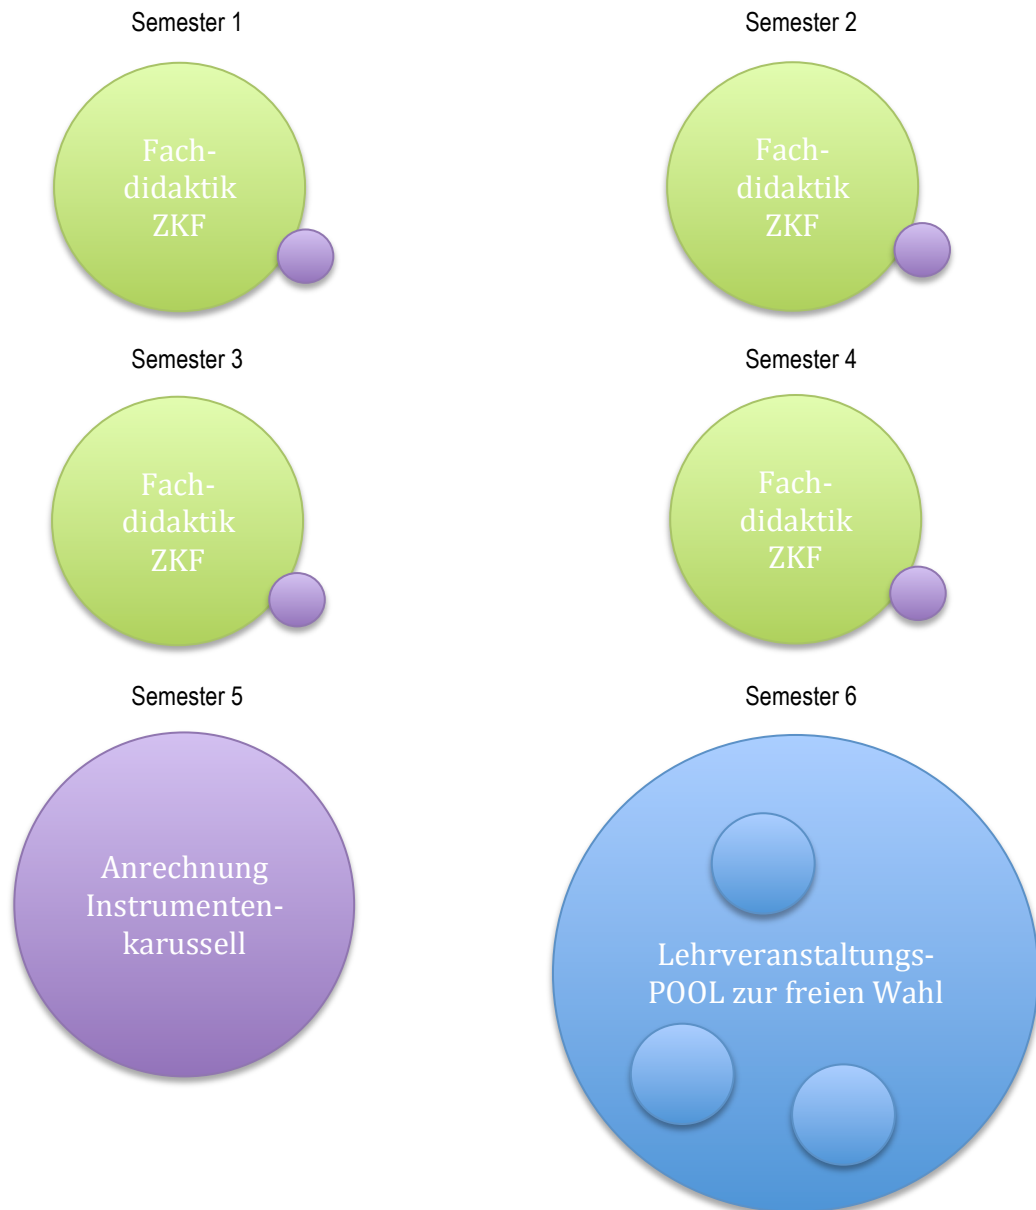 Semester 1
Semester 2
Fach-
didaktik
ZKF
Fach-
didaktik
ZKF
Semester 3
Semester 4
Fach-
didaktik
ZKF
Fach-
didaktik
ZKF
Semester 5
Semester 6
Anrechnung
Instrumenten-
karussell
Lehrveranstaltungs-
POOL zur freien Wahl